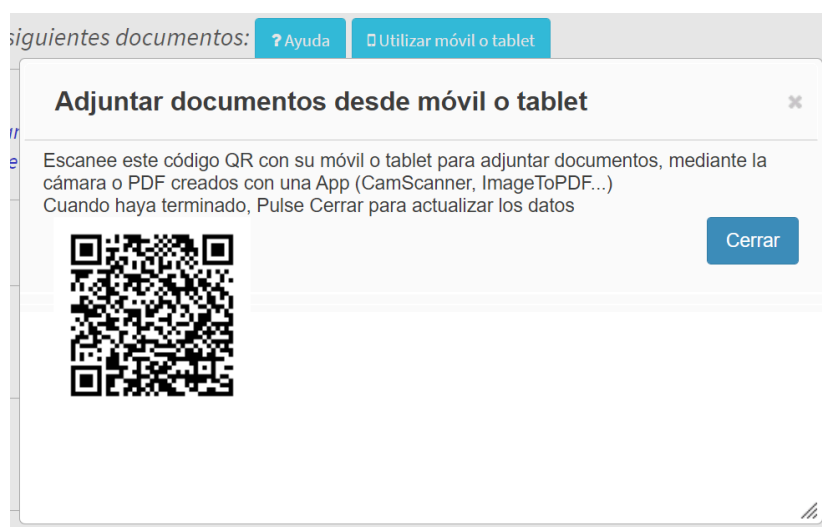 siguientes documentos: ? Ayuda Utilizar móvil o tablet
Adjuntar documentos desde móvil o tablet ×
Escanee este código QR con su móvil o tablet para adjuntar documentos, mediante la
cámara o PDF creados con una App (CamScanner, ImageToPDF...)
Cuando haya terminado, Pulse Cerrar para actualizar los datos
Cerrar